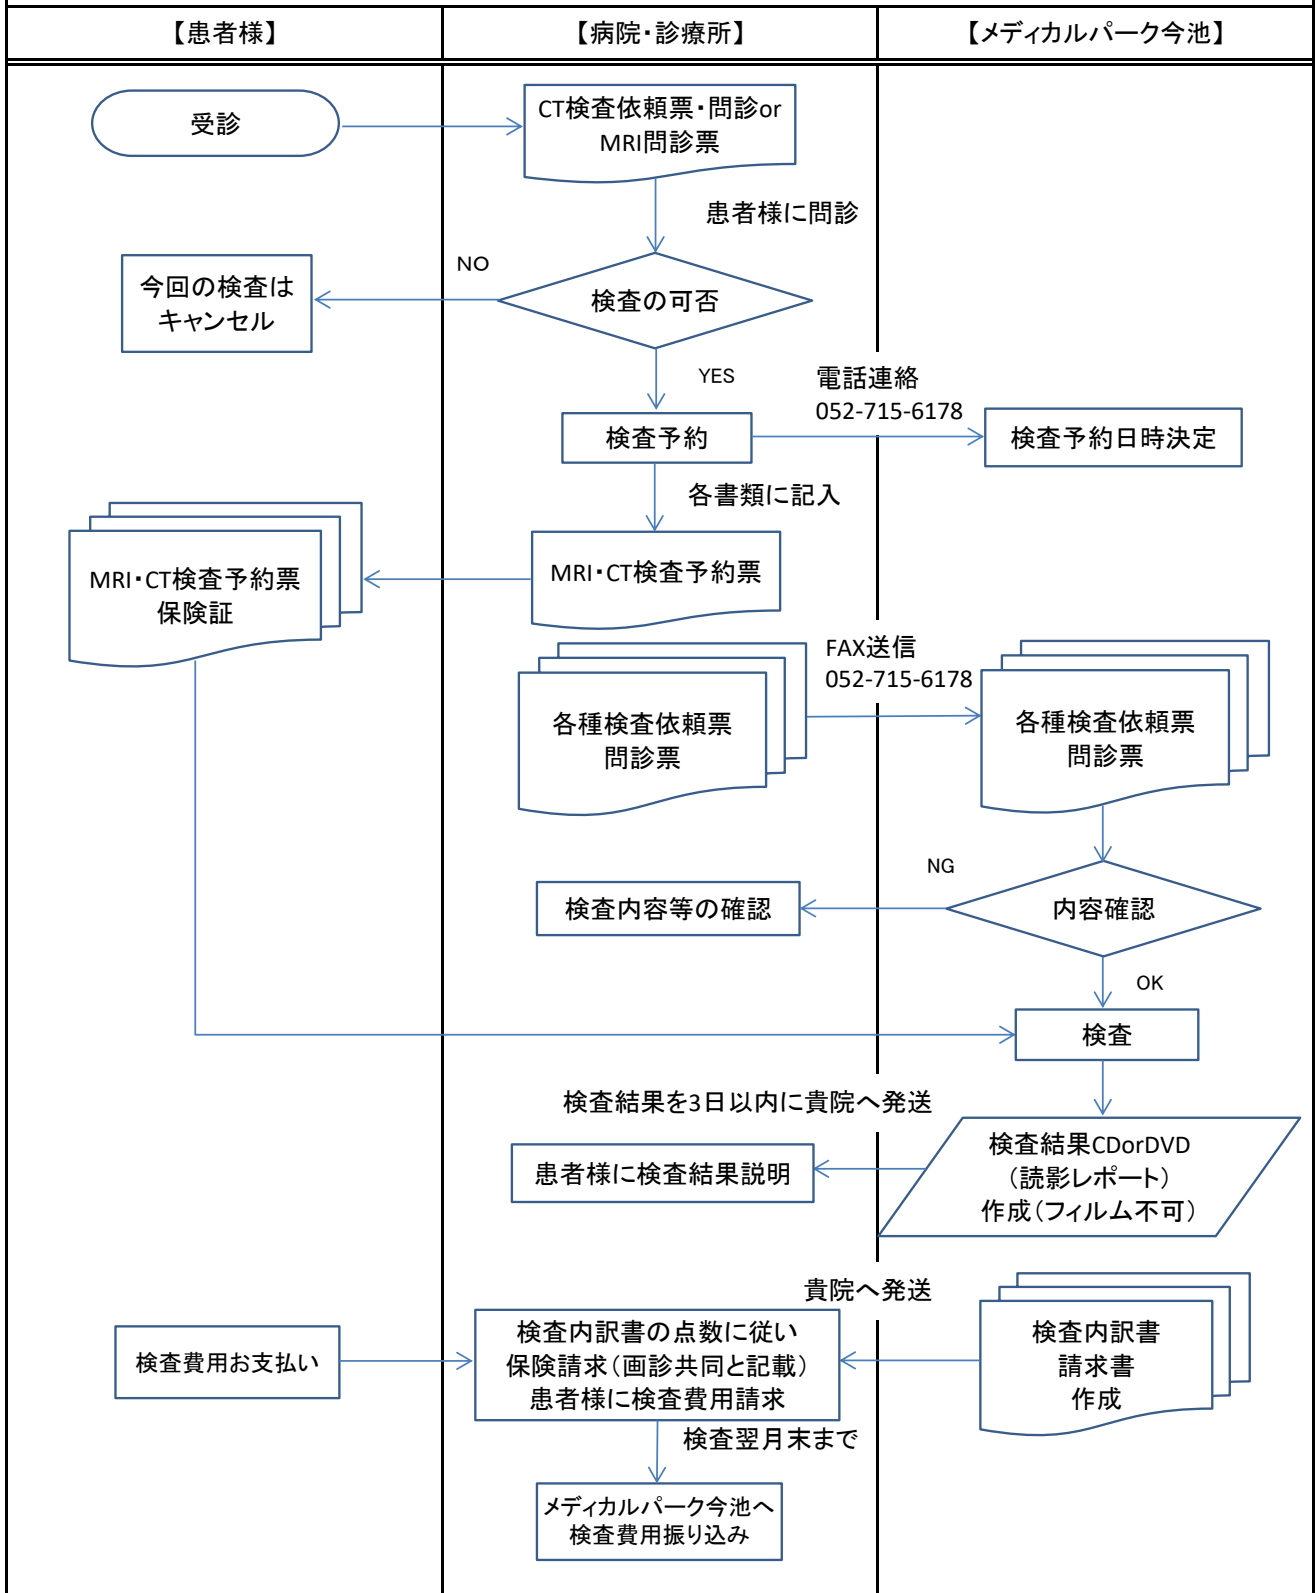 【患者様】
【病院・診療所】
【メディカルパーク今池】
受診
CT検査依頼票・問診or
MRI問診票
患者様に問診
NO
今回の検査は
キャンセル
検査の可否
YES
電話連絡
052-715-6178
検査予約
検査予約日時決定
各書類に記入
MRI・CT検査予約票
保険証
MRI・CT検査予約票
FAX送信
052-715-6178
各種検査依頼票
問診票
各種検査依頼票
問診票
NG
検査内容等の確認
内容確認
OK
検査
検査結果を3日以内に貴院へ発送
患者様に検査結果説明
検査結果CDorDVD
（読影レポート）
作成（フィルム不可）
貴院へ発送
検査費用お支払い
検査内訳書の点数に従い
保険請求（画診共同と記載）
患者様に検査費用請求
検査内訳書
請求書
作成
検査翌月末まで
メディカルパーク今池へ
検査費用振り込み